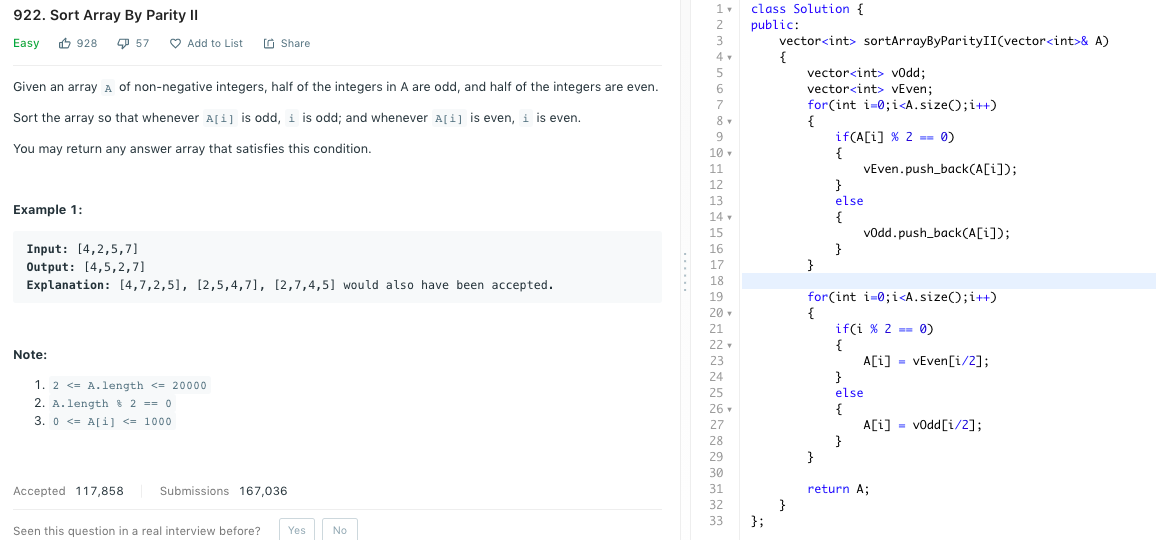 922. Sort Array By Parity II
Easy 928 57 Add to List Share
Given an array A of non-negative integers, half of the integers in A are odd, and half of the integers are even.
Sort the array so that whenever A[i] is odd, i is odd; and whenever A[i] is even, i is even.
You may return any answer array that satisfies this condition.
Example 1:
Input: [4,2,5,7]
Output: [4,5,2,7]
Explanation: [4,7,2,5], [2,5,4,7], [2,7,4,5] would also have been accepted.
Note:
1. 2 <= A.length <= 20000
2. A.length % 2 == 0
3. 0 <= A[i] <= 1000
Accepted 117,858 Submissions 167,036
Seen this question in a real interview before? Yes No
1 class Solution {
2 public:
3     vector<int> sortArrayByParityII(vector<int>& A)
4     {
5         vector<int> vOdd;
6         vector<int> vEven;
7         for(int i=0;i<A.size();i++)
8         {
9             if(A[i] % 2 == 0)
10             {
11                 vEven.push_back(A[i]);
12             }
13             else
14             {
15                 vOdd.push_back(A[i]);
16             }
17         }
18
19         for(int i=0;i<A.size();i++)
20         {
21             if(i % 2 == 0)
22             {
23                 A[i] = vEven[i/2];
24             }
25             else
26             {
27                 A[i] = vOdd[i/2];
28             }
29         }
30
31         return A;
32     }
33 };